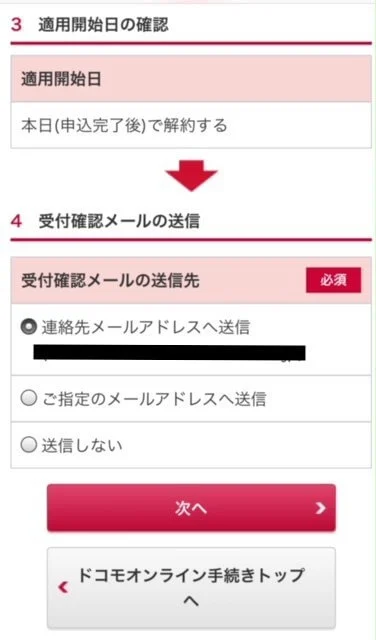 3 適用開始日の確認
適用開始日
本日(申込完了後)で解約する
4 受付確認メールの送信
受付確認メールの送信先 必須
連絡先メールアドレスへ送信
ご指定のメールアドレスへ送信
送信しない
次へ
ドコモオンライン手続きトップ
へ